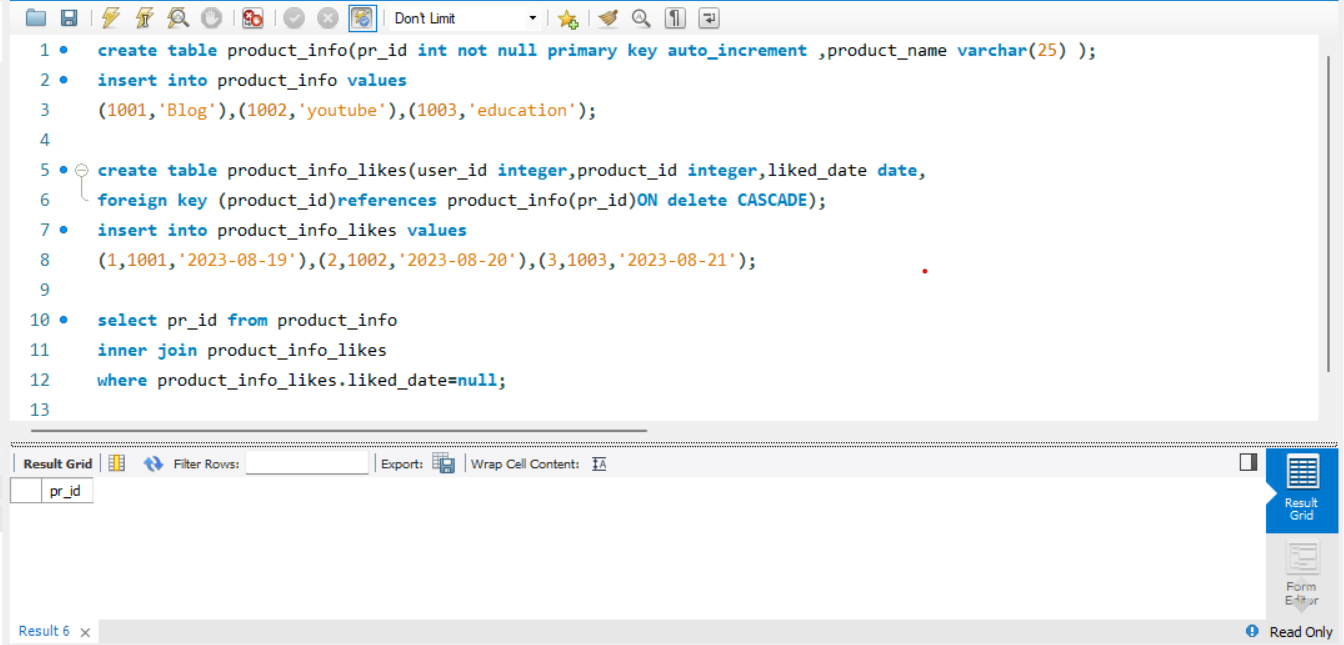 Don't Limit
1 create table product_info(pr_id int not null primary key auto_increment ,product_name varchar(25) );
2 insert into product_info values
3 (1001,'Blog'),(1002,'youtube'),(1003,'education');
4
5 create table product_info_likes(user_id integer,product_id integer,liked_date date,
6 foreign key (product_id)references product_info(pr_id)ON delete CASCADE);
7 insert into product_info_likes values
8 (1,1001,'2023-08-19'),(2,1002,'2023-08-20'),(3,1003,'2023-08-21');
9
10 select pr_id from product_info
11 inner join product_info_likes
12 where product_info_likes.liked_date=null;
13
Result Grid Filter Rows: Export: Wrap Cell Content:
pr_id
Result
Grid
Form
Editor
Result 6
Read Only